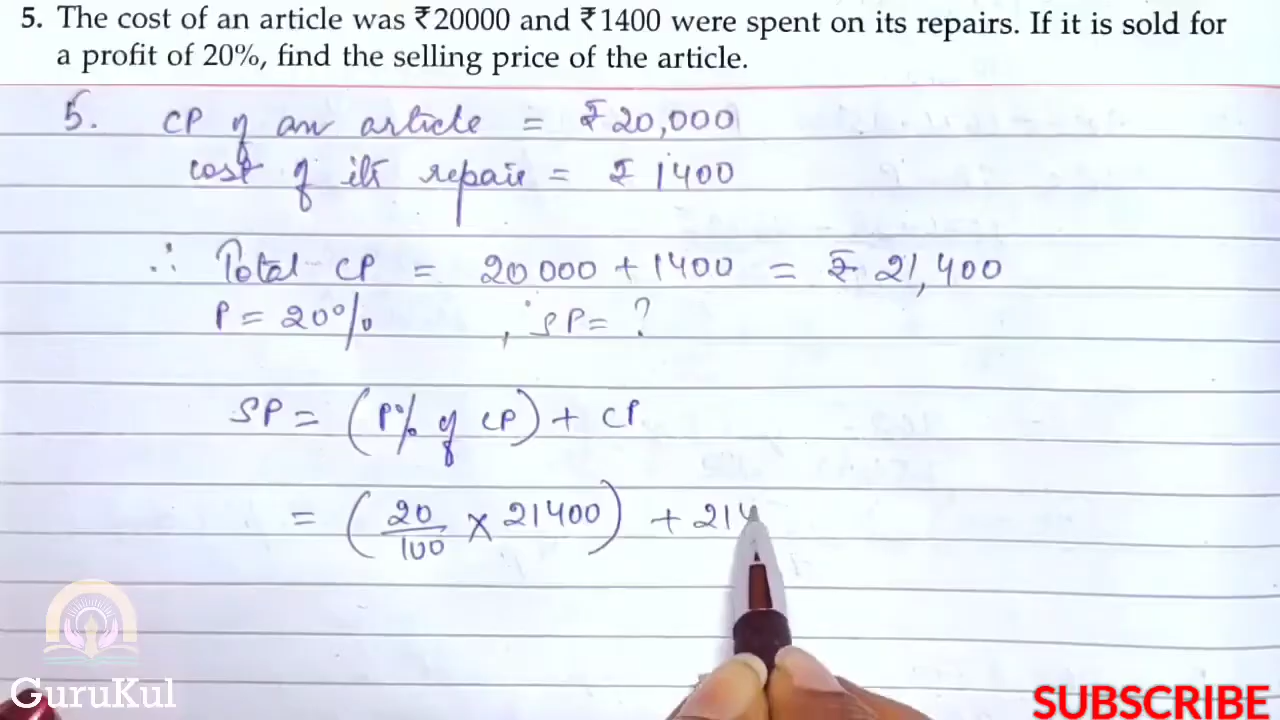 5. The cost of an article was ₹20000 and ₹1400 were spent on its repairs. If it is sold for
a profit of 20%, find the selling price of the article.
5. CP of an article = ₹20,000
cost of its repair = ₹ 1400
∴ Total CP = 20000 + 1400 = ₹ 21,400
P = 20% , SP = ?
SP = (P% of CP) + CP
= (20/100 × 21400) + 214
GuruKul
SUBSCRIBE